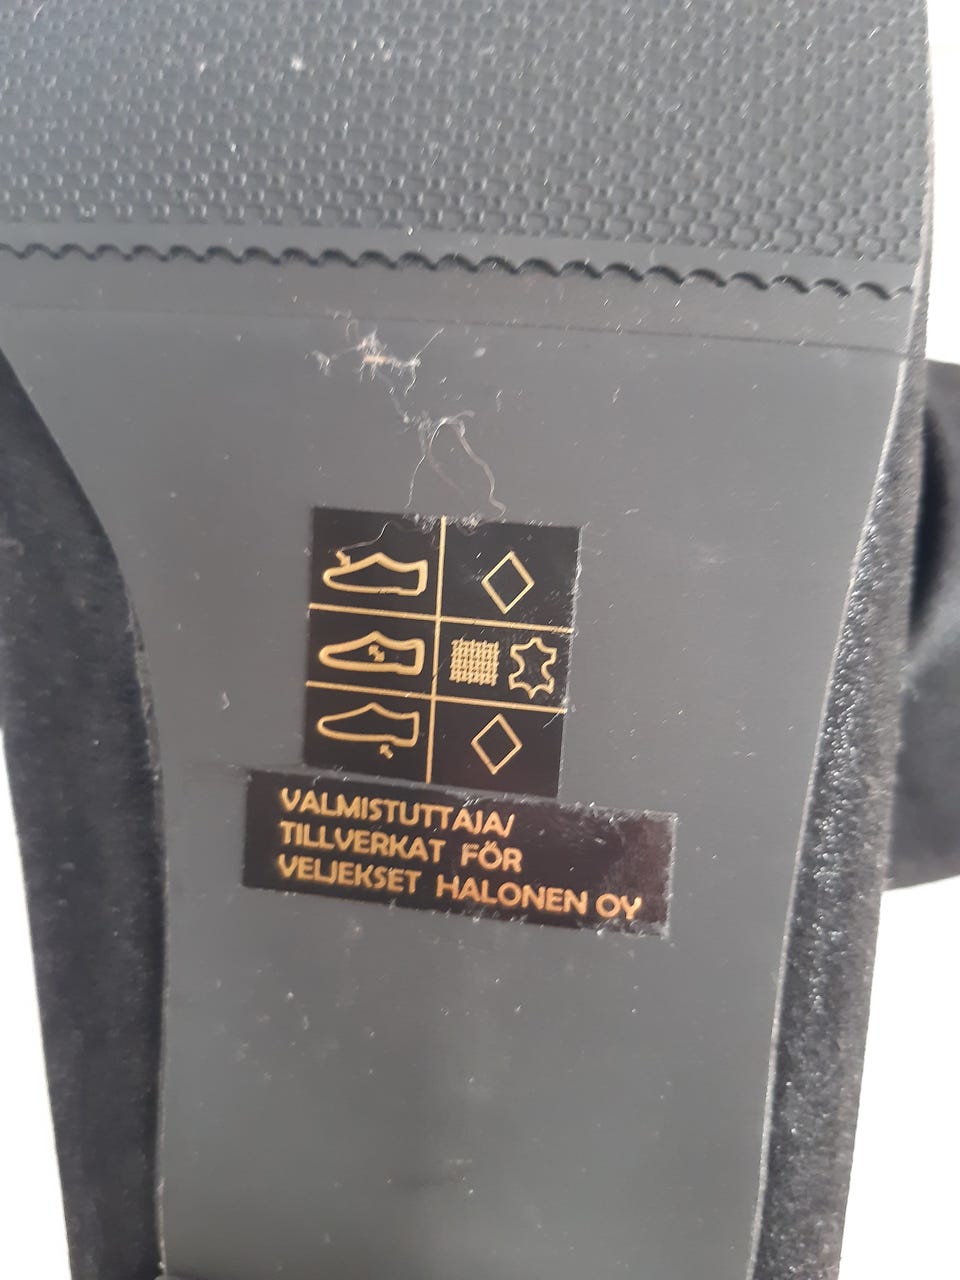 VALMISTUTTAJA/
TILLVERKAT FÖR
VELJEKSET HALONEN OY